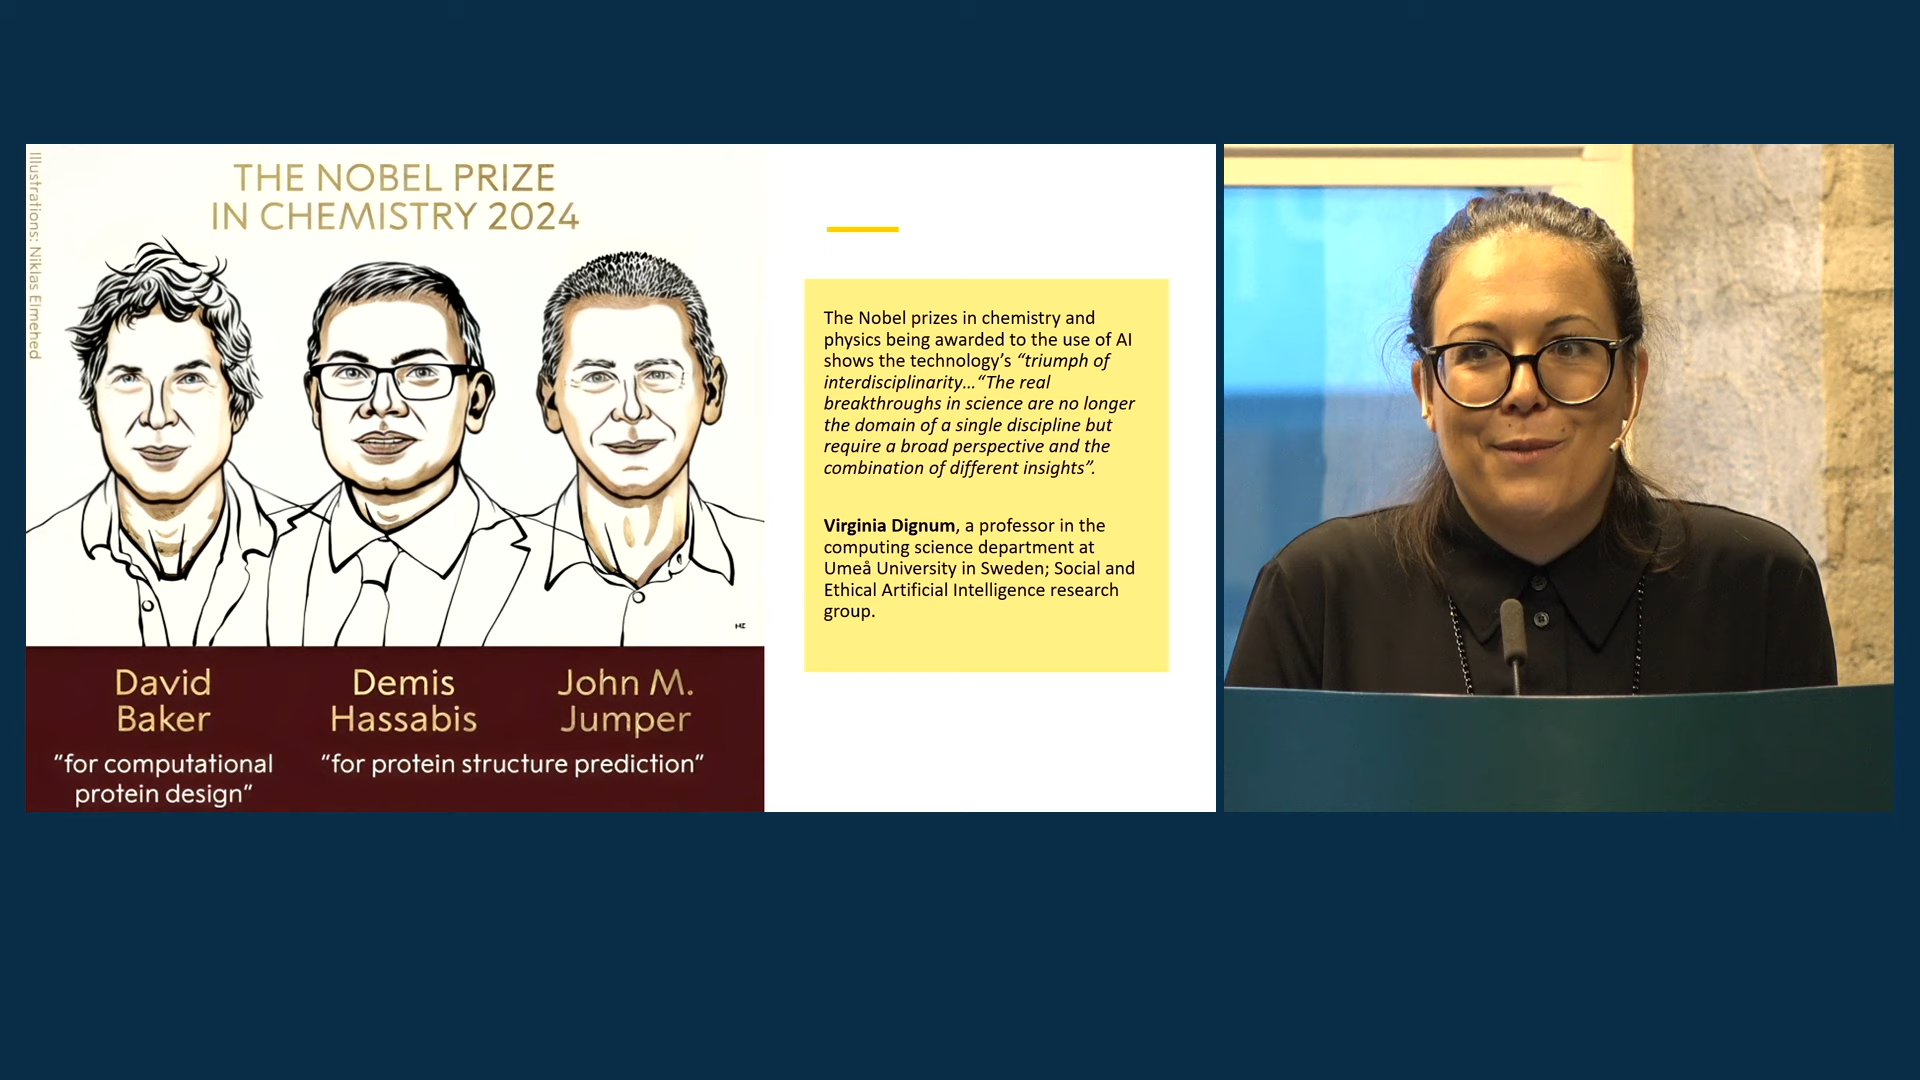 Illustrations: Niklas Elmehed
THE NOBEL PRIZE
IN CHEMISTRY 2024
David
Baker
"for computational
protein design"
Demis
Hassabis
John M.
Jumper
"for protein structure prediction"
The Nobel prizes in chemistry and
physics being awarded to the use of AI
shows the technology's “triumph of
interdisciplinarity...“The real
breakthroughs in science are no longer
the domain of a single discipline but
require a broad perspective and the
combination of different insights”.
Virginia Dignum, a professor in the
computing science department at
Umeå University in Sweden; Social and
Ethical Artificial Intelligence research
group.